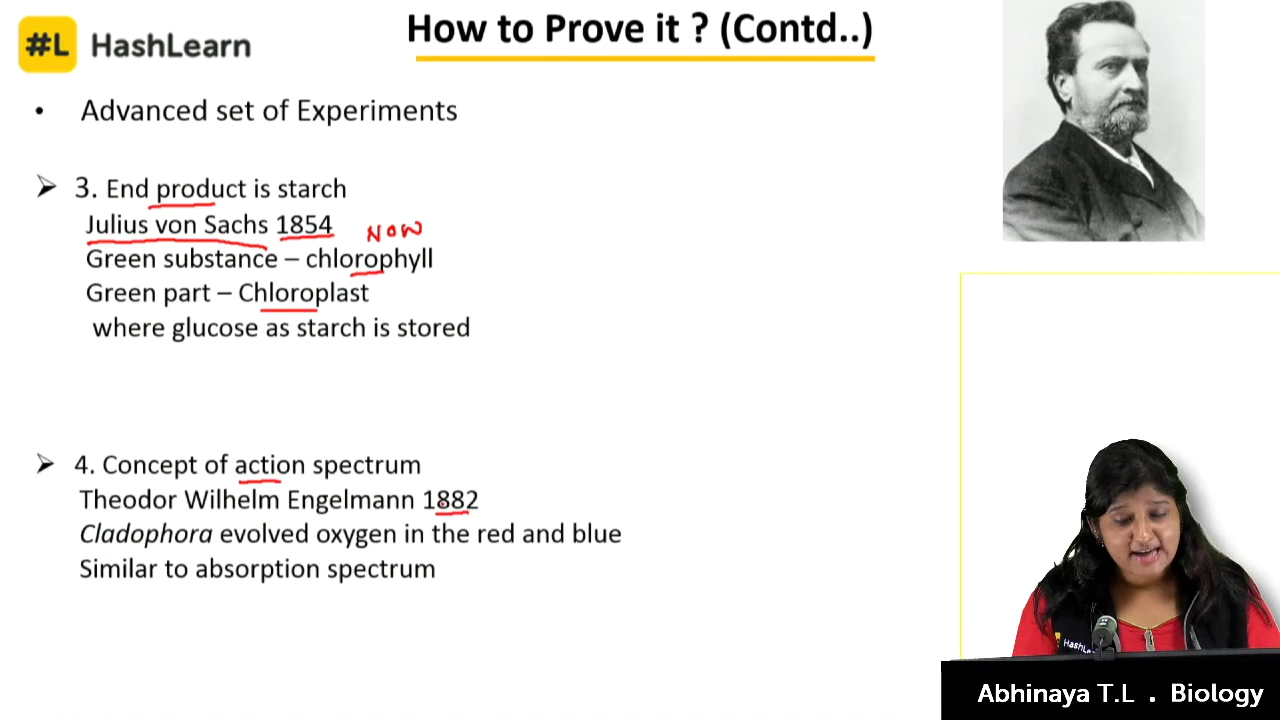 #L HashLearn
How to Prove it ? (Contd..)
• Advanced set of Experiments
➢ 3. End product is starch
Julius von Sachs 1854
NOW
Green substance – chlorophyll
Green part – Chloroplast
where glucose as starch is stored
➢ 4. Concept of action spectrum
Theodor Wilhelm Engelmann 1882
Cladophora evolved oxygen in the red and blue
Similar to absorption spectrum
HashLearn
Abhinaya T.L . Biology